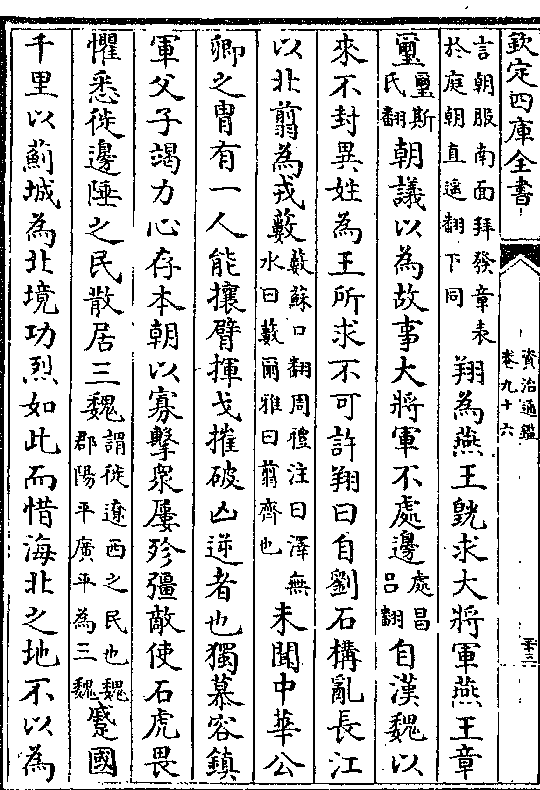 欽定四庫全書
資治通鑑
卷九十六
言朝服南面拜發章表
於庭朝直遥翻下同
翔為燕王皝求大將軍燕王章
璽
璽斯
氏翻
朝議以為故事大將軍不處邊
處昌
吕翻
自漢魏以
來不封異姓為王所求不可許翔曰自劉石構亂長江
以北翦為戎藪
藪蘇口翻周禮注曰澤無
水曰藪爾雅曰翦齊也
未聞中華公
卿之胄有一人能攘臂揮戈摧破凶逆者也獨慕容鎮
軍父子竭力心存本朝以寡擊衆屢殄彊敵使石虎畏
懼悉徙邊陲之民散居三魏
謂徙遼西之民也魏
郡陽平廣平為三魏
蹙國
千里以薊城為北境功烈如此而惜海北之地不以為